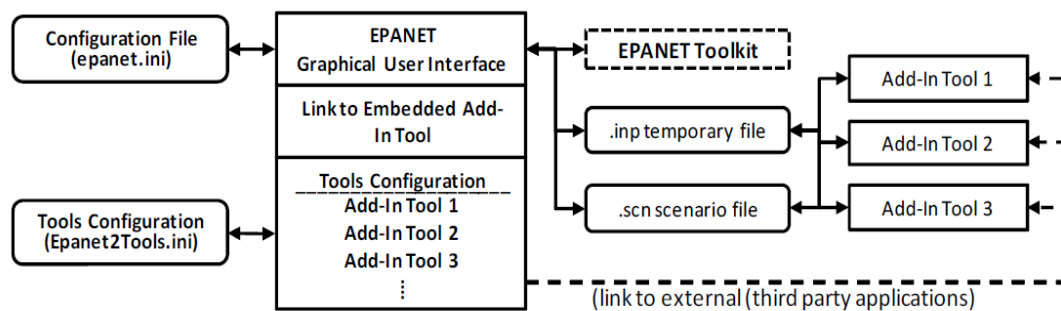 Configuration File
(epanet.ini)
EPANET
Graphical User Interface
EPANET Toolkit
Add-In Tool 1
Link to Embedded Add-
In Tool
.inp temporary file
Add-In Tool 2
Tools Configuration
Add-In Tool 1
Add-In Tool 2
Add-In Tool 3
.scn scenario file
Add-In Tool 3
Tools Configuration
(Epanet2Tools.ini)
(link to external (third party applications)